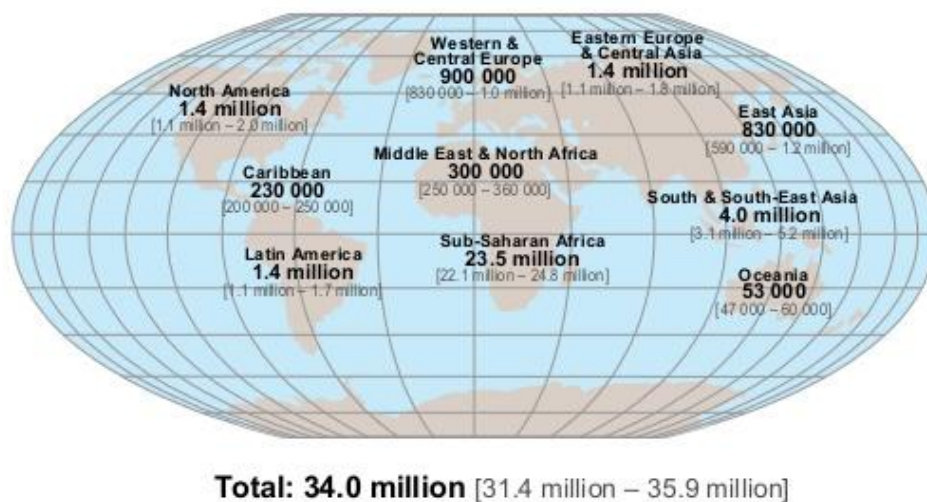 Western &
Central Europe
900 000
[830 000 – 1.0 million]
Eastern Europe
& Central Asia
1.4 million
[1.1 million – 1.8 million]
North America
1.4 million
[1.1 million – 2.0 million]
East Asia
830 000
[590 000 – 1.2 million]
Middle East & North Africa
300 000
[250 000 – 360 000]
Caribbean
230 000
[200 000 – 250 000]
South & South-East Asia
4.0 million
[3.1 million – 5.2 million]
Sub-Saharan Africa
23.5 million
[22.1 million – 24.8 million]
Latin America
1.4 million
[1.1 million – 1.7 million]
Oceania
53 000
[47 000 – 60 000]
Total: 34.0 million [31.4 million – 35.9 million]